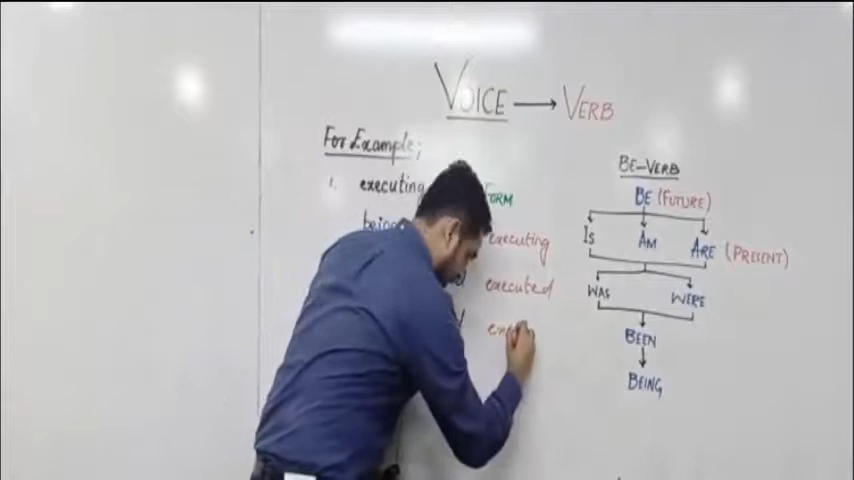 VOICE → VERB
For Example;
1. executing FORM
being executing
executed
BE-VERB
BE (FUTURE)
IS AM ARE (PRESENT)
WAS WERE
BEEN
BEING